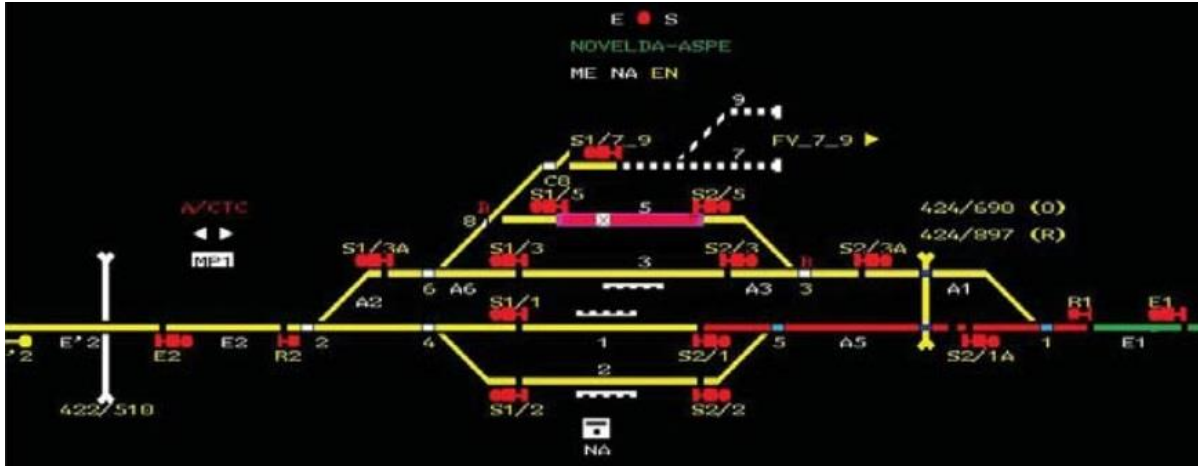 E S
NOVELDA-ASPE
ME NA EN
9
S1/7_9
FV_7_9
7
C8
S1/5
S2/5
B
8
5
A/CTC
424/690 (O)
424/897 (R)
S1/3A
S1/3
S2/3
S2/3A
MP1
3
B
6
A6
A3
3
A1
A2
S1/1
R1
E1
E'2
E2
2
4
1
5
A5
1
E1
'2
E2
R2
S2/1
S2/1A
2
422/510
S1/2
S2/2
NA